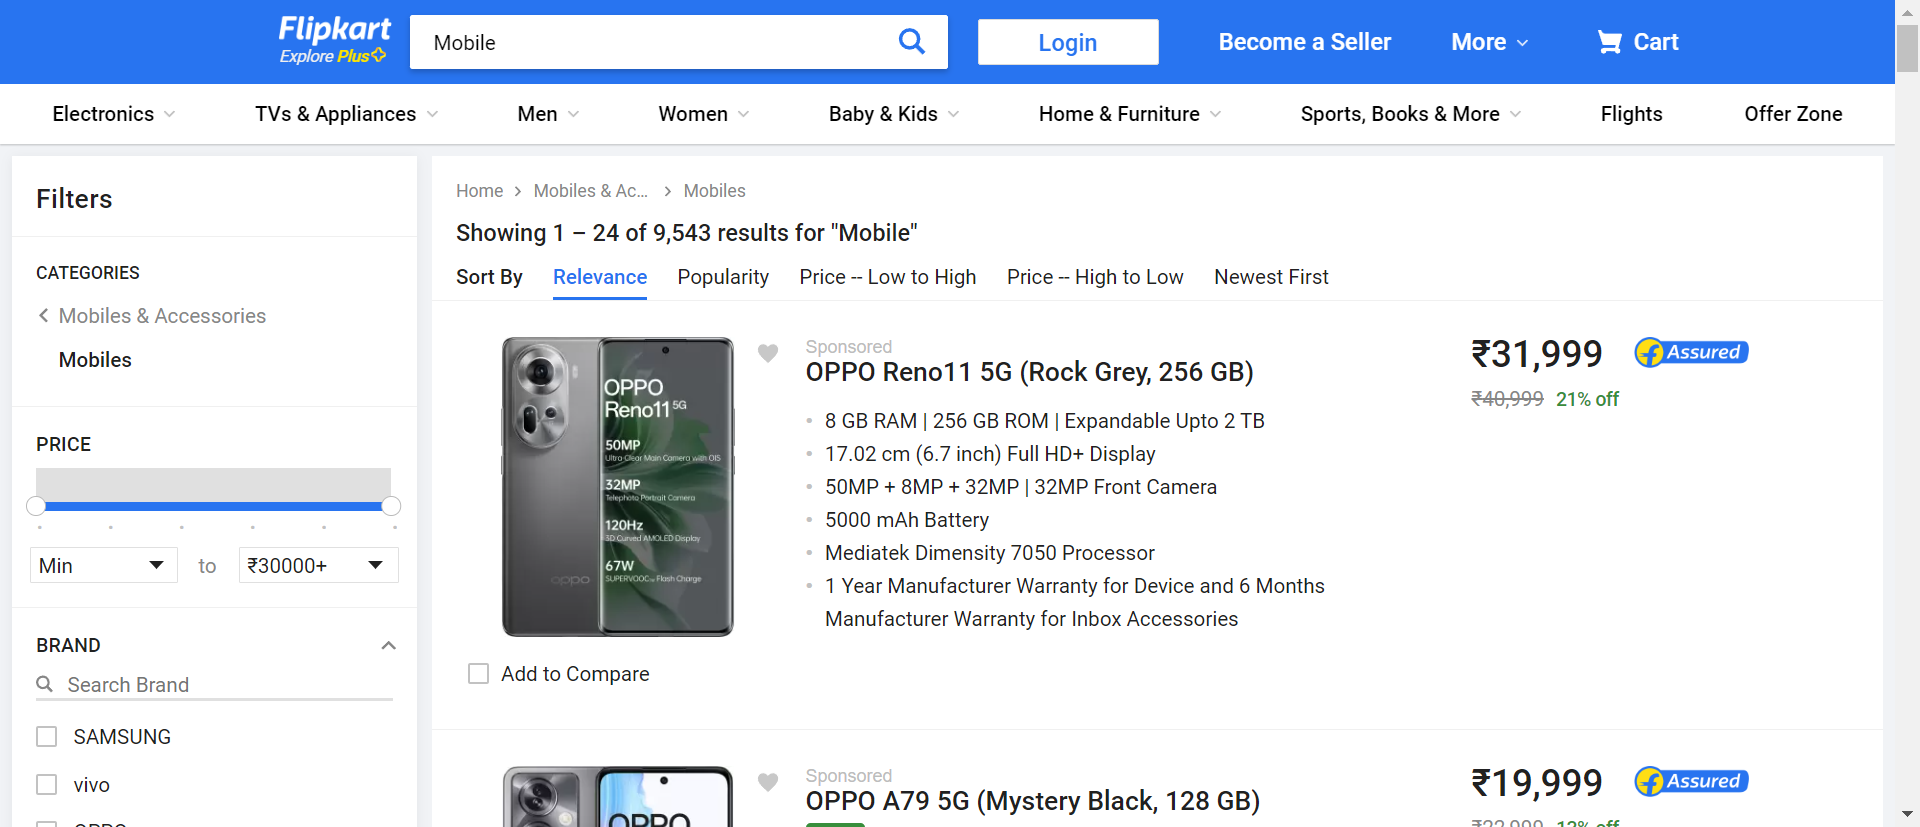 Flipkart
Explore Plus
Mobile
Login
Become a Seller
More
Cart
Electronics
TVs & Appliances
Men
Women
Baby & Kids
Home & Furniture
Sports, Books & More
Flights
Offer Zone
Filters
CATEGORIES
Mobiles & Accessories
Mobiles
PRICE
Min
to
₹30000+
BRAND
Search Brand
SAMSUNG
vivo
OPPO
Home
Mobiles & Ac...
Mobiles
Showing 1 – 24 of 9,543 results for "Mobile"
Sort By
Relevance
Popularity
Price -- Low to High
Price -- High to Low
Newest First
OPPO
Reno11 5G
50MP
Ultra-Clear Main Camera with OIS
32MP
Telephoto Portrait Camera
120Hz
3D Curved AMOLED Display
67W
SUPERVOOC™ Flash Charge
oppo
Add to Compare
Sponsored
OPPO Reno11 5G (Rock Grey, 256 GB)
8 GB RAM | 256 GB ROM | Expandable Upto 2 TB
17.02 cm (6.7 inch) Full HD+ Display
50MP + 8MP + 32MP | 32MP Front Camera
5000 mAh Battery
Mediatek Dimensity 7050 Processor
1 Year Manufacturer Warranty for Device and 6 Months
Manufacturer Warranty for Inbox Accessories
₹31,999
Assured
₹40,999 21% off
OPPO
Sponsored
OPPO A79 5G (Mystery Black, 128 GB)
₹19,999
Assured
₹22,999 13% off